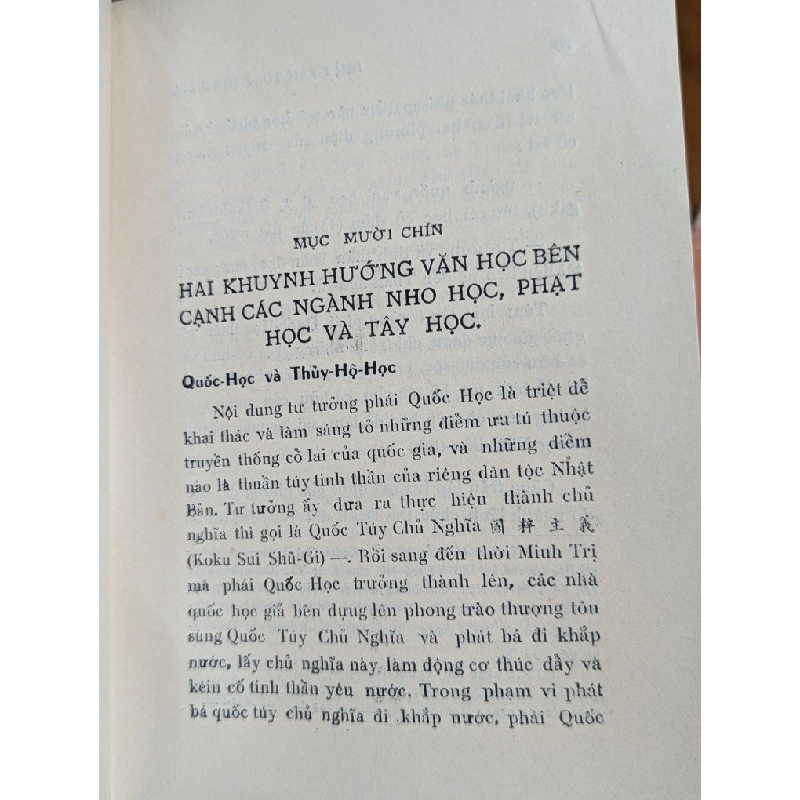 MỤC MƯỜI CHÍN
HAI KHUYNH HƯỚNG VĂN HỌC BÊN
CẠNH CÁC NGÀNH NHO HỌC, PHẬT
HỌC VÀ TÂY HỌC.
Quốc-Học và Thủy-Hộ-Học
Nội dung tư tưởng phái Quốc Học là triệt để
khai thác và làm sáng tỏ những điểm ưu tú thuộc
truyền thống cổ lai của quốc gia, và những điểm
nào là thuần túy tinh thần của riêng dân tộc Nhật
Bản. Tư tưởng ấy đưa ra thực hiện thành chủ
nghĩa thì gọi là Quốc Túy Chủ Nghĩa 國粹主義
(Koku Sui Shū-Gi) —. Rồi sang đến thời Minh Trị
mà phái Quốc Học trưởng thành lên, các nhà
quốc học giả bèn dựng lên phong trào thượng tôn
sùng Quốc Túy Chủ Nghĩa và phát bá đi khắp
nước, lấy chủ nghĩa này, làm động cơ thúc đẩy và
kéin cố tinh thần yêu nước. Trong phạm vi phát
bá quốc túy chủ nghĩa đi khắp nước, phái Quốc